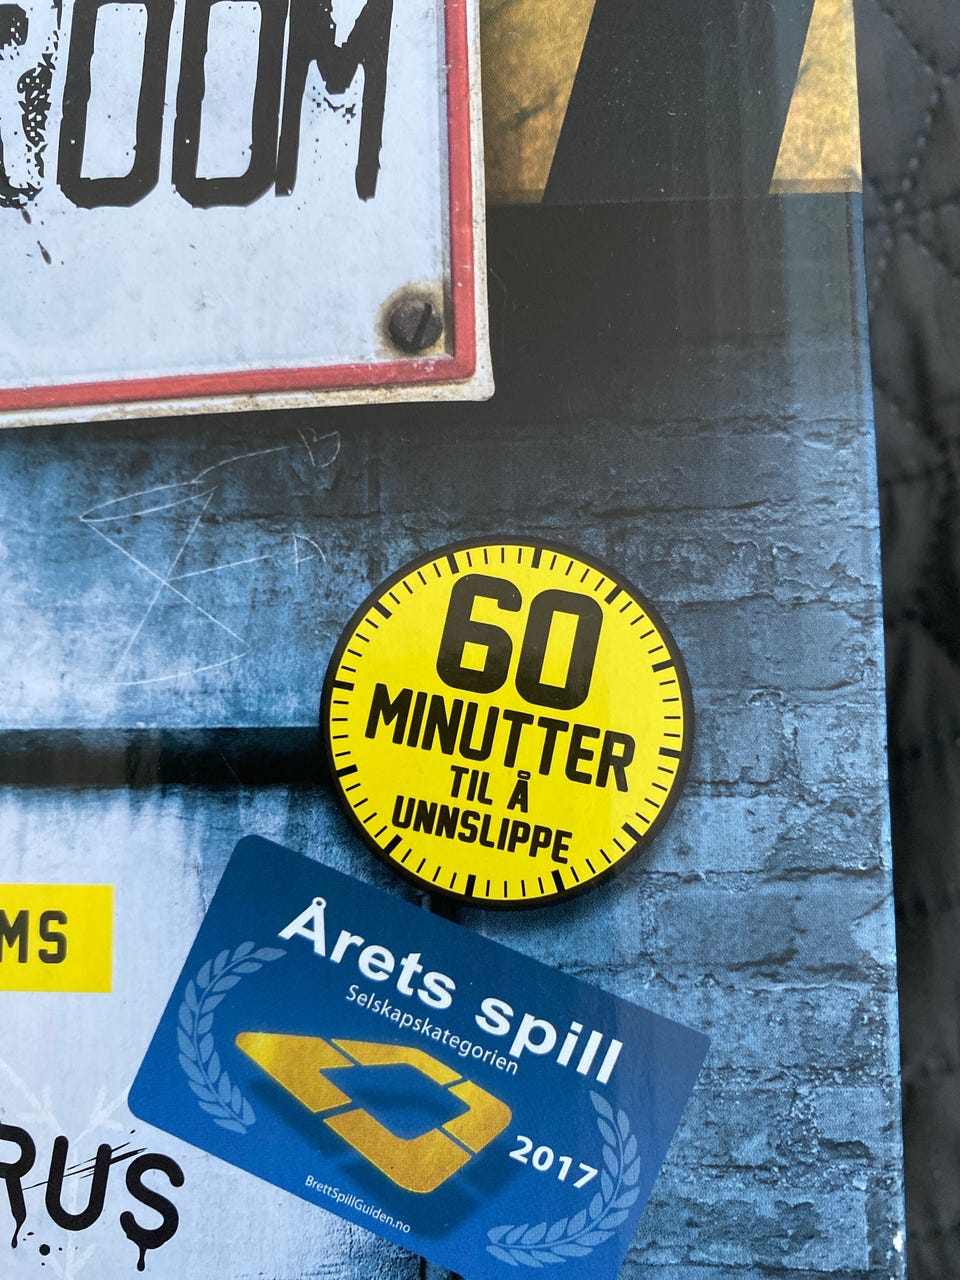 ROOM
60
MINUTTER
TIL Å
UNNSLIPPE
MS
Årets spill
Selskapskategorien
2017
BrettSpillGuiden.no
RUS